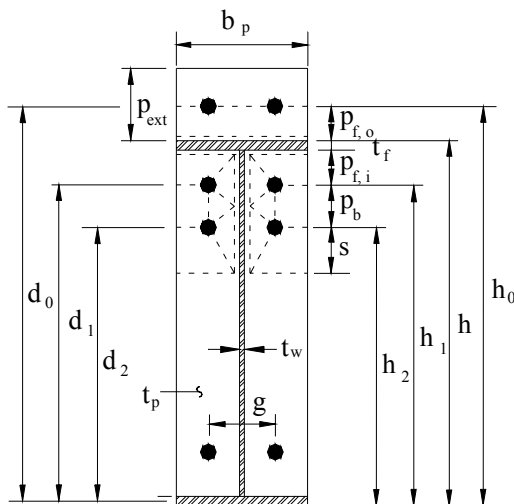 b p
p ext
p f, o
t f
p f, i
p b
s
d 0
d 1
d 2
h 0
h
h 1
h 2
t w
t p
g